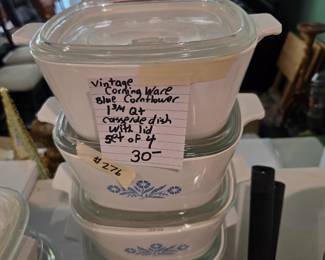 Vintage
Corning Ware
Blue Cornflower
1 3/4 Qt
casserole dish
with lid
Set of 4
30-
#276